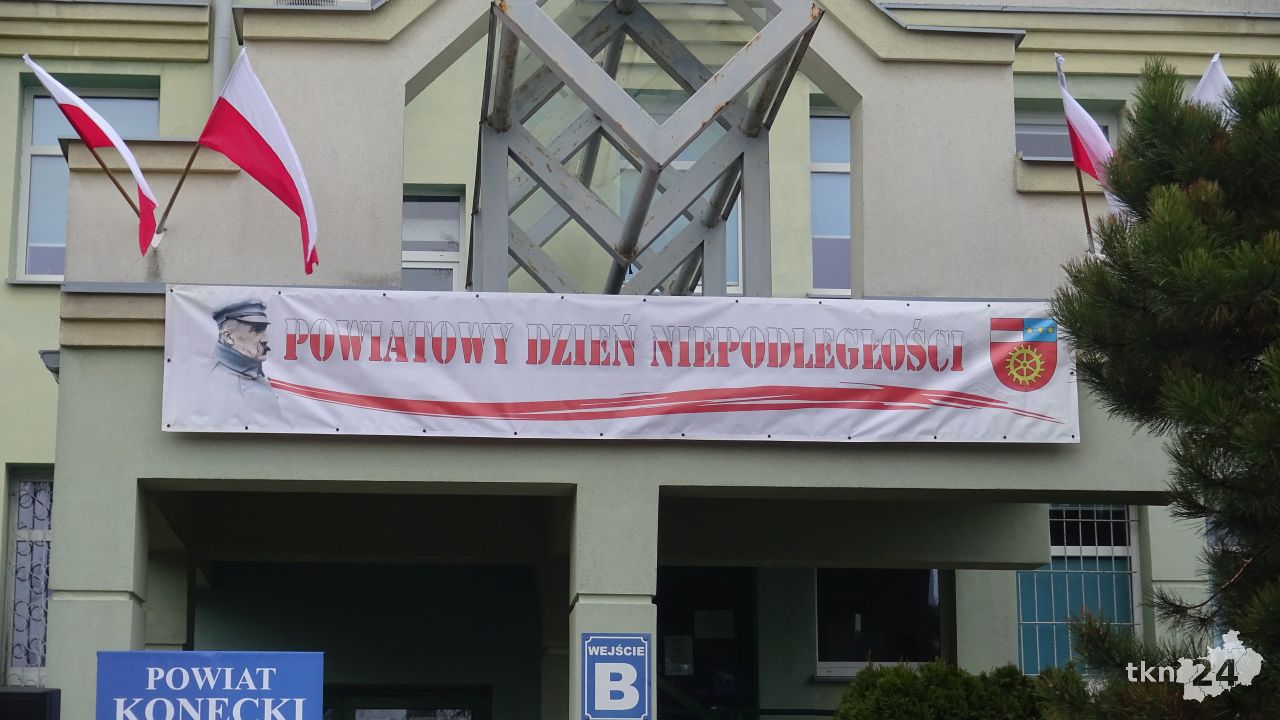 POWIATOWY DZIEŃ NIEPODLEGŁOŚCI
POWIAT
KONECKI
WEJŚCIE
B
tkn24